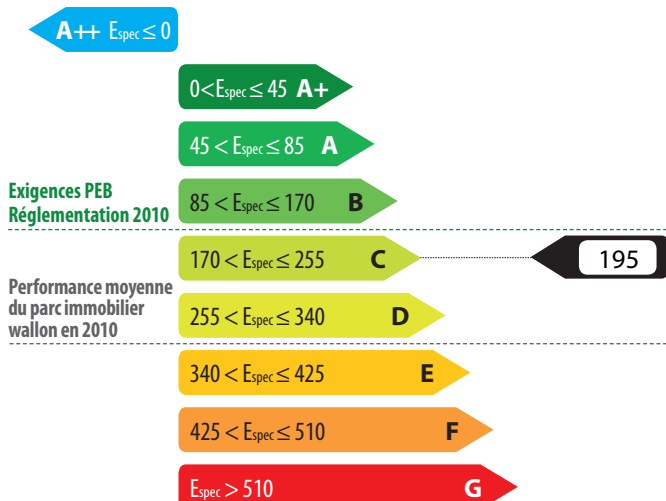 A++ Espec ≤ 0
0 < Espec ≤ 45 A+
45 < Espec ≤ 85 A
Exigences PEB
Réglementation 2010
85 < Espec ≤ 170 B
170 < Espec ≤ 255 C
195
Performance moyenne
du parc immobilier
wallon en 2010
255 < Espec ≤ 340 D
340 < Espec ≤ 425 E
425 < Espec ≤ 510 F
Espec > 510 G